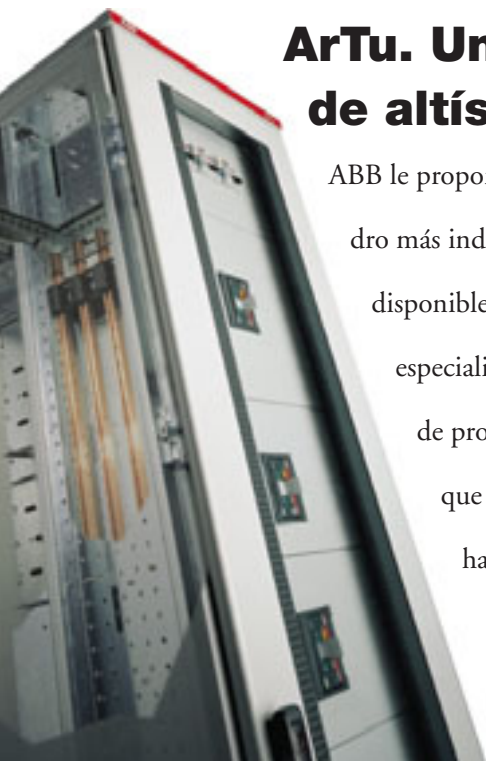 ArTu. Un
de altís
ABB le propo
dro más ind
disponible
especiali
de pro
que
ha